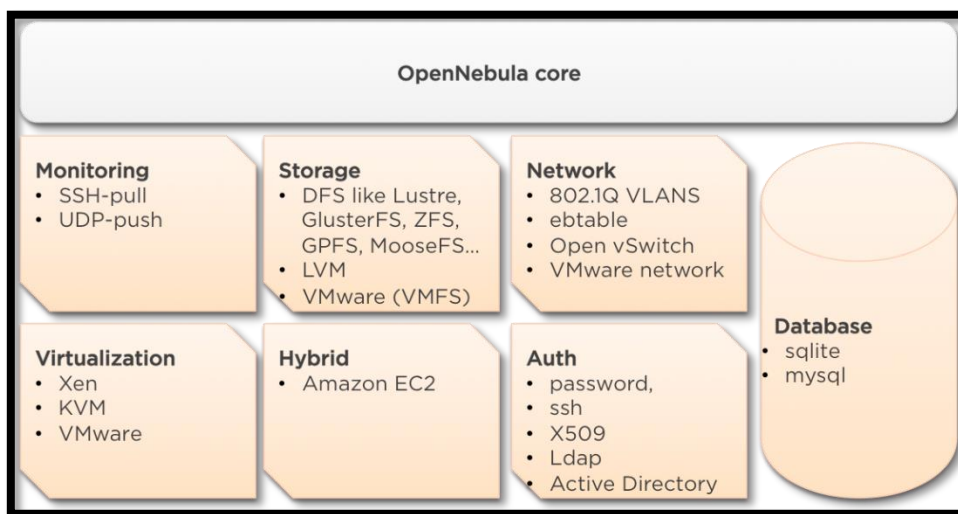 OpenNebula core
Monitoring
• SSH-pull
• UDP-push
Storage
• DFS like Lustre,
GlusterFS, ZFS,
GPFS, MooseFS...
• LVM
• VMware (VMFS)
Network
• 802.1Q VLANS
• ebtable
• Open vSwitch
• VMware network
Virtualization
• Xen
• KVM
• VMware
Hybrid
• Amazon EC2
Auth
• password,
• ssh
• X509
• Ldap
• Active Directory
Database
• sqlite
• mysql